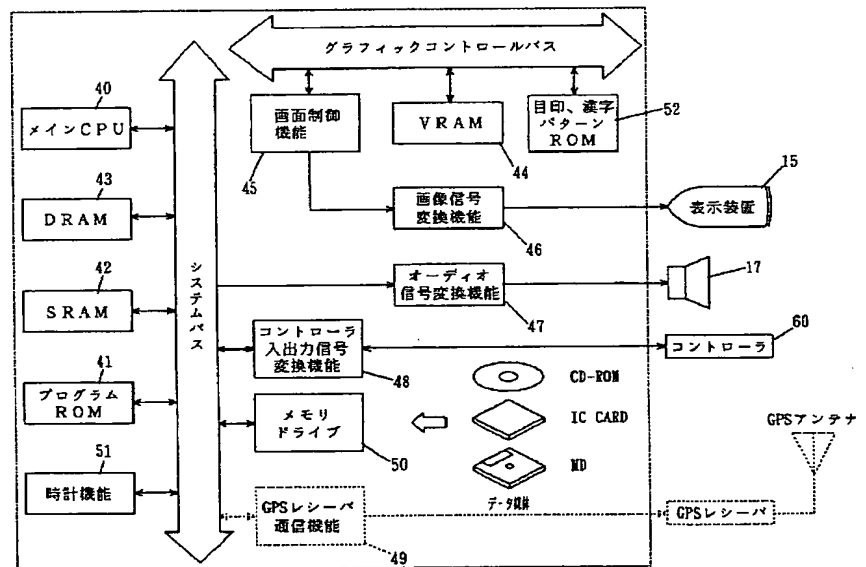 グラフィックコントロールバス
40
メインCPU
画面制御
機能
45
VRAM
44
目印、漢字
パターン
ROM
52
43
DRAM
画像信号
変換機能
46
15
表示装置
42
SRAM
システムバス
オーディオ
信号変換機能
47
17
コントローラ
入出力信号
変換機能
48
60
コントローラ
41
プログラム
ROM
CD-ROM
メモリ
ドライブ
50
IC CARD
GPSアンテナ
51
時計機能
MD
データ媒体
GPSレシーバ
通信機能
49
GPSレシーバ